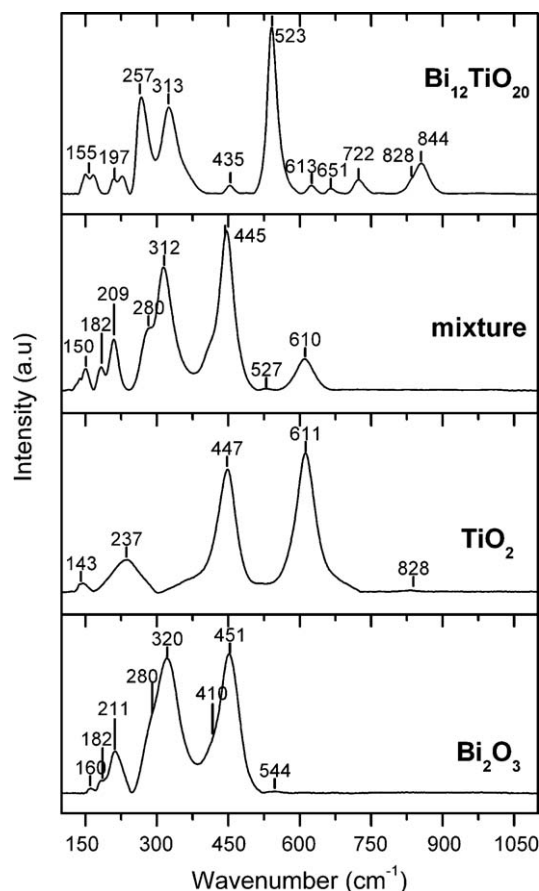 523
257 313
Bi₁₂TiO₂₀
155 197 435 613 651 722 828 844
312 445
209
280
182
150
mixture
527 610
447 611
237
143
TiO₂
828
320 451
280 410
211
182
160
Bi₂O₃
544
150 300 450 600 750 900 1050
Wavenumber (cm⁻¹)
Intensity (a.u)